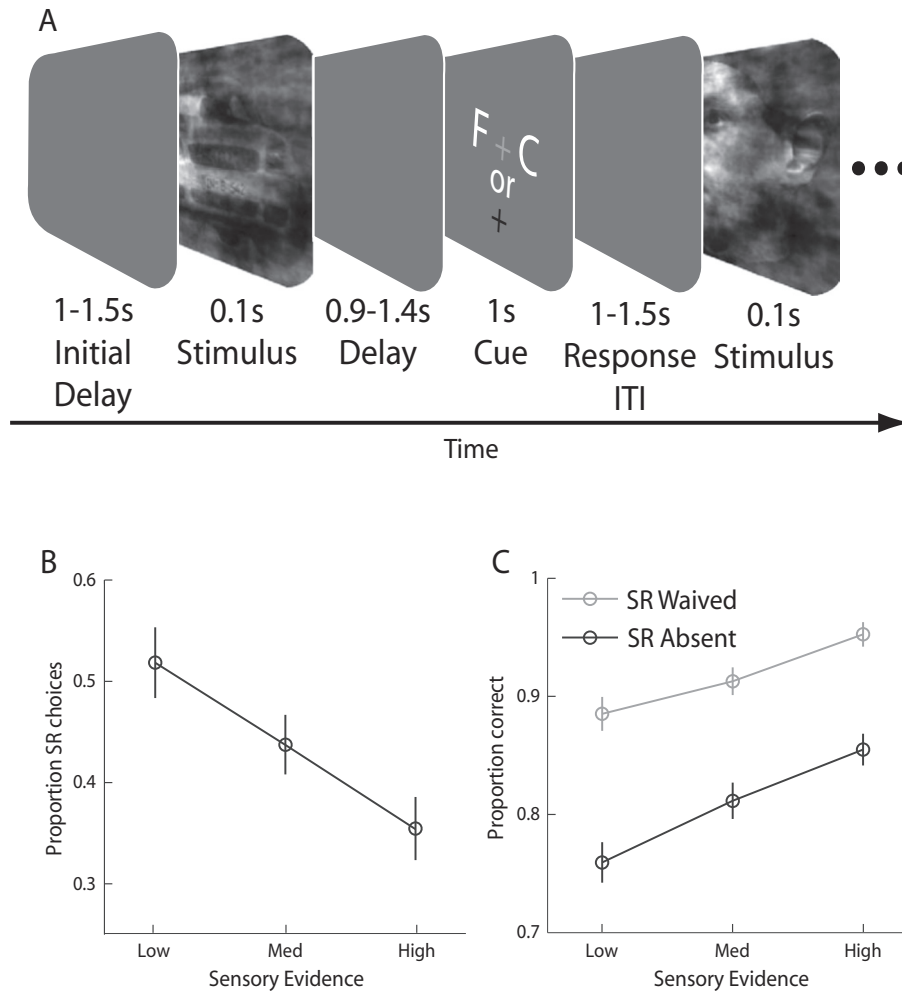 A
F + C
or
+
1-1.5s 0.1s 0.9-1.4s 1s 1-1.5s 0.1s
Initial Stimulus Delay Cue Response Stimulus
Delay ITI
Time
B
0.6
0.5
0.4
0.3
Proportion SR choices
Low Med High
Sensory Evidence
C
1
0.9
0.8
0.7
Proportion correct
SR Waived
SR Absent
Low Med High
Sensory Evidence